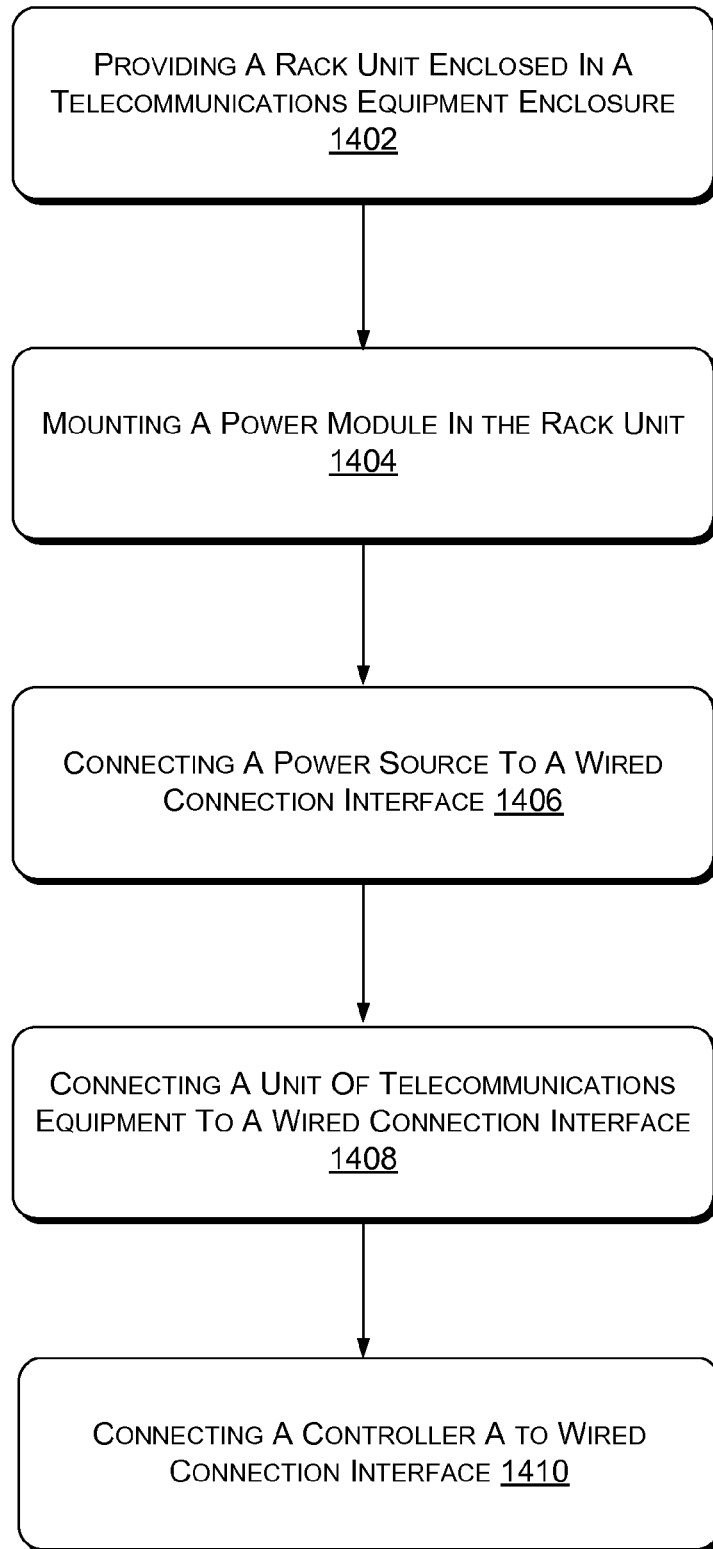 PROVIDING A RACK UNIT ENCLOSED IN A
TELECOMMUNICATIONS EQUIPMENT ENCLOSURE
1402
MOUNTING A POWER MODULE IN THE RACK UNIT
1404
CONNECTING A POWER SOURCE TO A WIRED
CONNECTION INTERFACE 1406
CONNECTING A UNIT OF TELECOMMUNICATIONS
EQUIPMENT TO A WIRED CONNECTION INTERFACE
1408
CONNECTING A CONTROLLER A TO WIRED
CONNECTION INTERFACE 1410